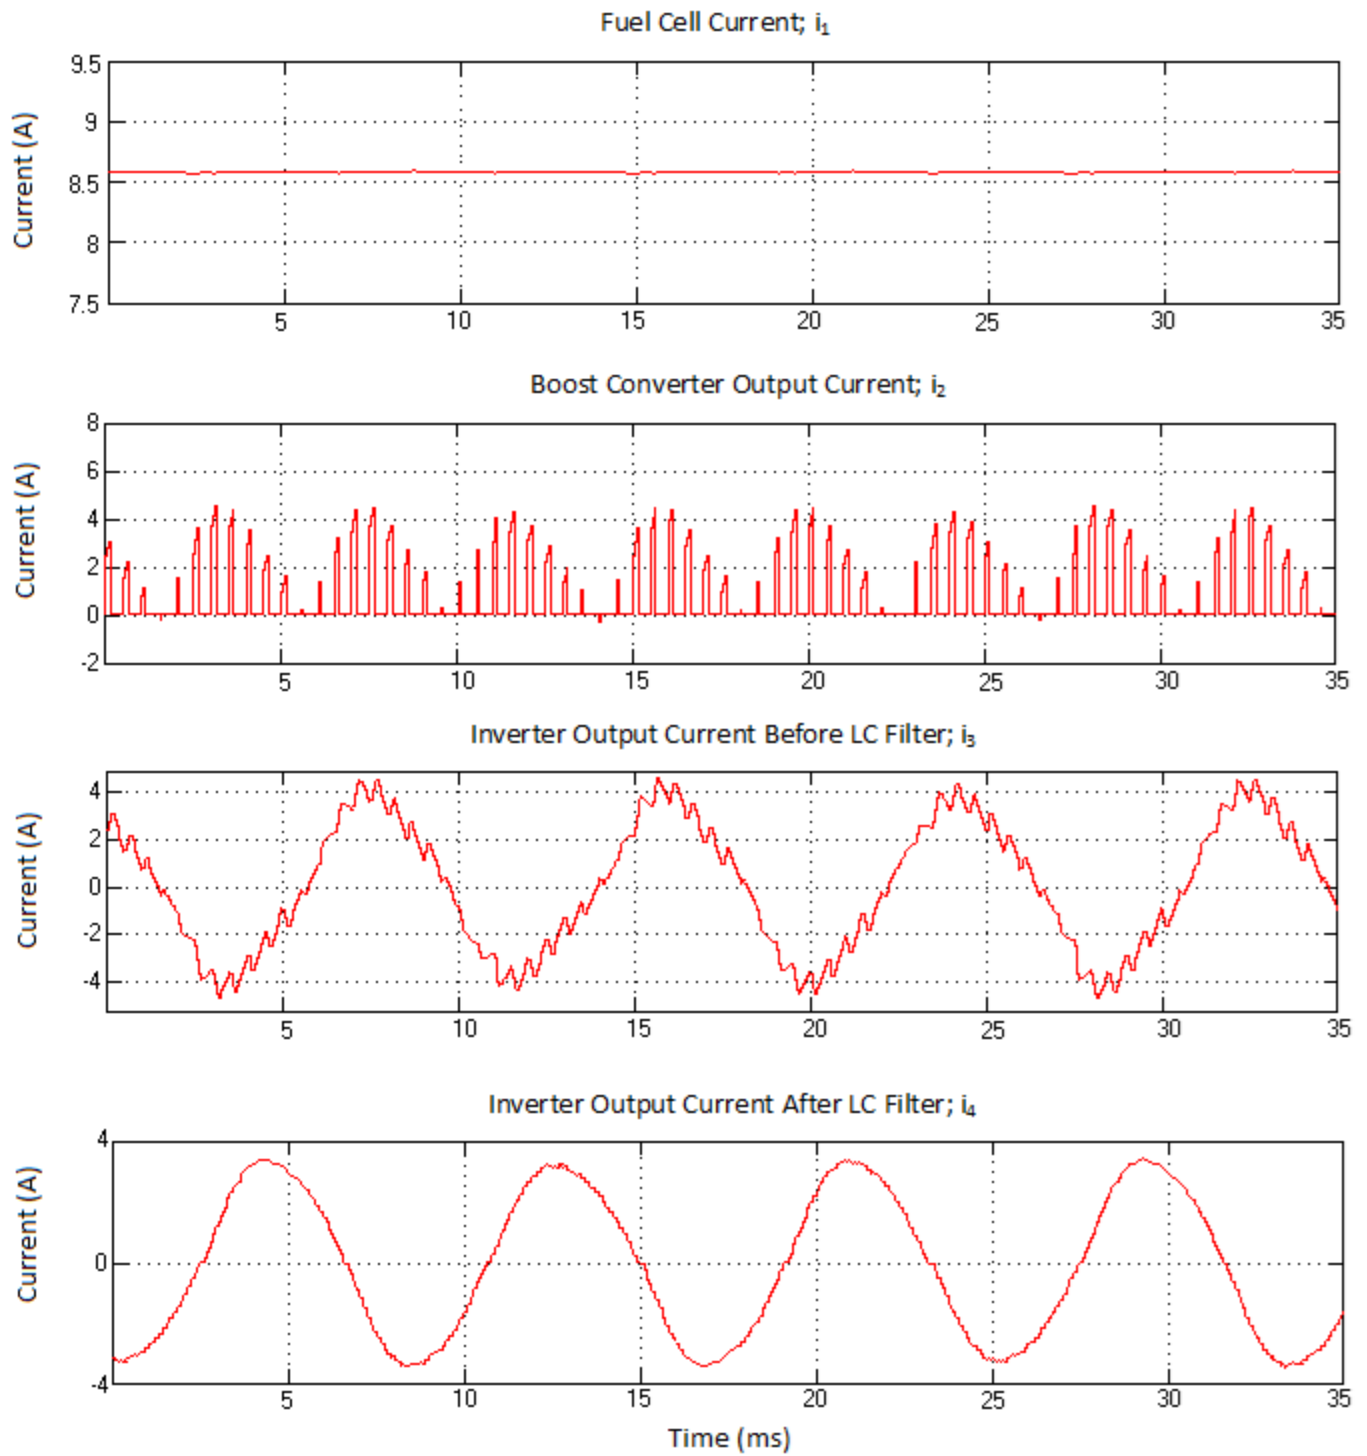 Fuel Cell Current; i₁
Current (A)
9.5
9
8.5
8
7.5
5 10 15 20 25 30 35
Boost Converter Output Current; i₂
Current (A)
8
6
4
2
0
-2
5 10 15 20 25 30 35
Inverter Output Current Before LC Filter; i₃
Current (A)
4
2
0
-2
-4
5 10 15 20 25 30 35
Inverter Output Current After LC Filter; i₄
Current (A)
4
0
-4
5 10 15 20 25 30 35
Time (ms)